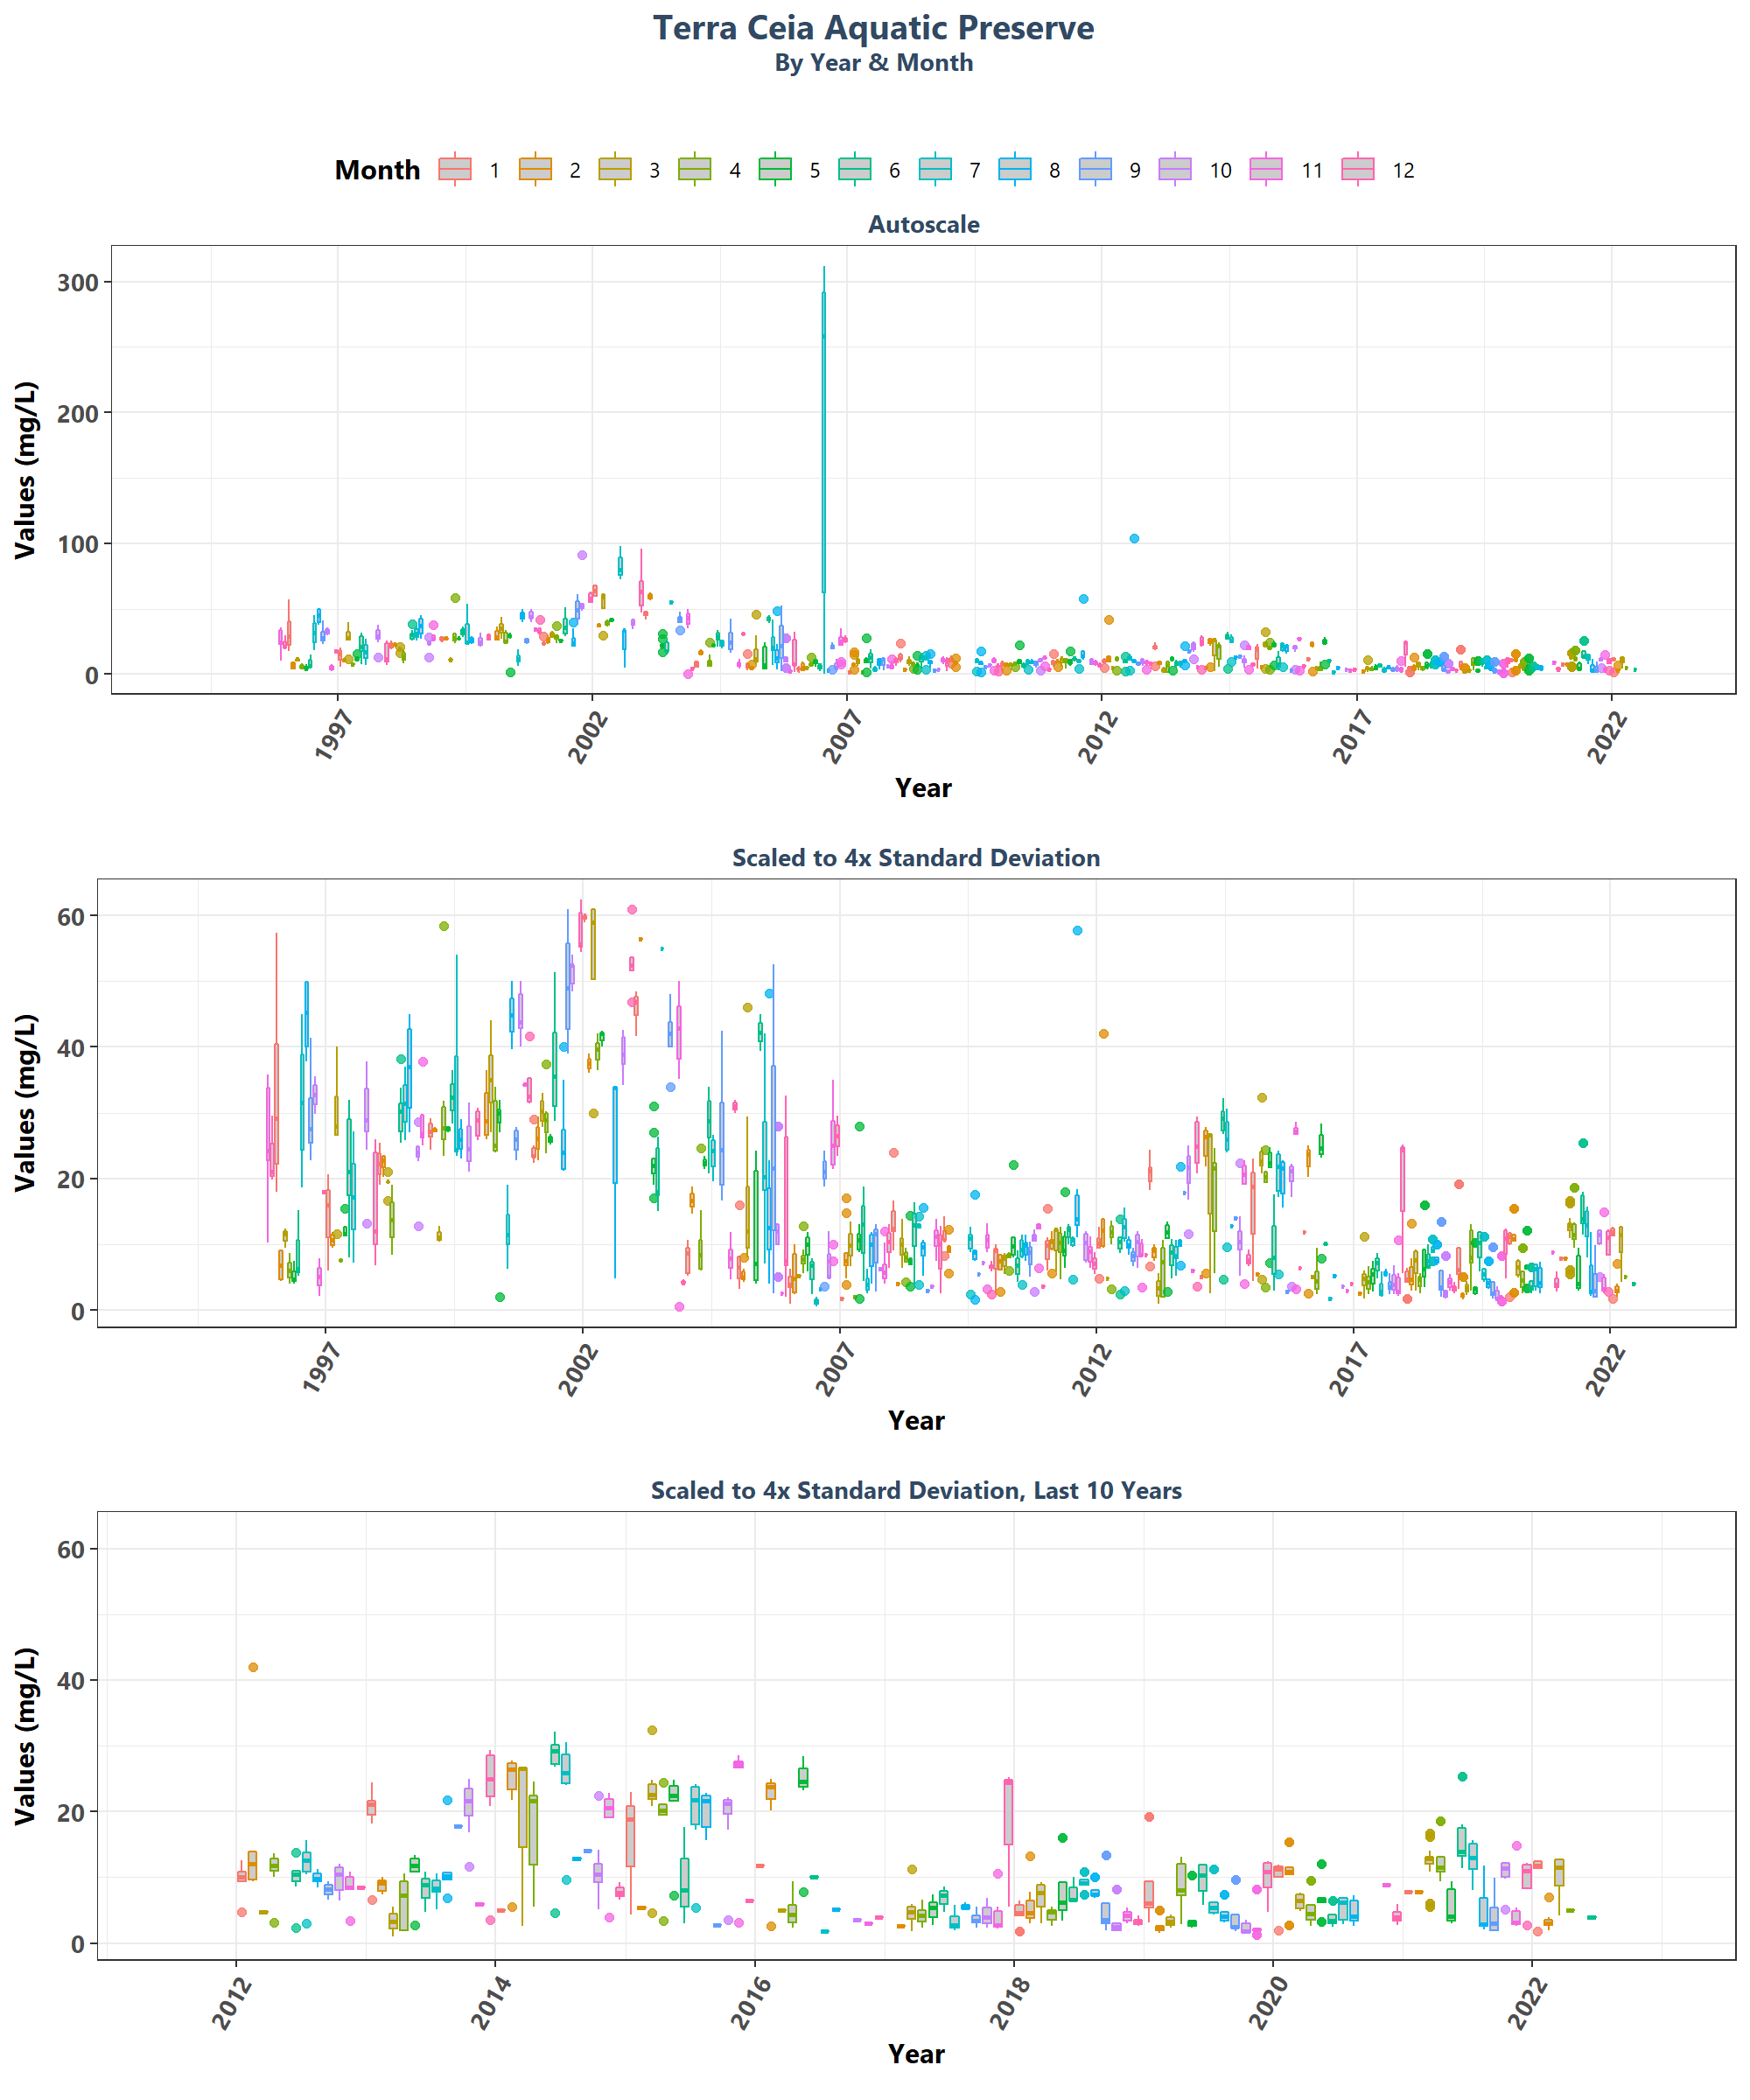 Terra Ceia Aquatic Preserve
By Year & Month
Month 1 2 3 4 5 6 7 8 9 10 11 12
Autoscale
Values (mg/L)
300
200
100
0
1997 2002 2007 2012 2017 2022
Year
Scaled to 4x Standard Deviation
Values (mg/L)
60
40
20
0
1997 2002 2007 2012 2017 2022
Year
Scaled to 4x Standard Deviation, Last 10 Years
Values (mg/L)
60
40
20
0
2012 2014 2016 2018 2020 2022
Year